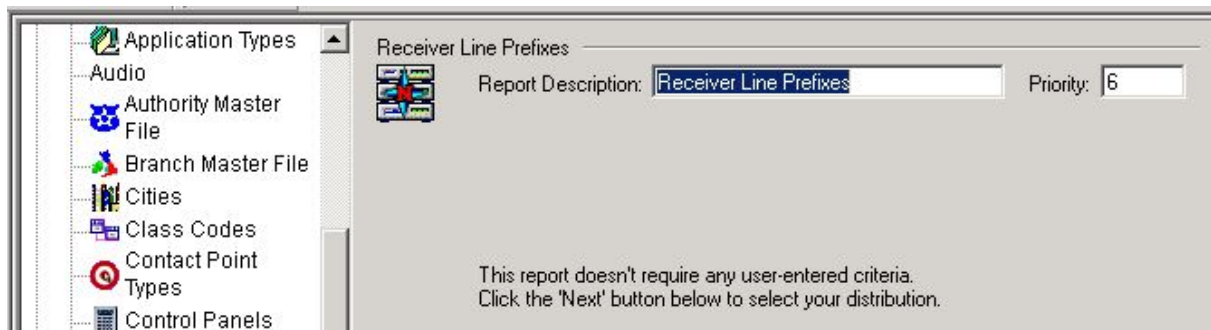 Application Types
Audio
Authority Master
File
Branch Master File
Cities
Class Codes
Contact Point
Types
Control Panels
Receiver Line Prefixes
Report Description: Receiver Line Prefixes Priority: 6
This report doesn't require any user-entered criteria.
Click the 'Next' button below to select your distribution.